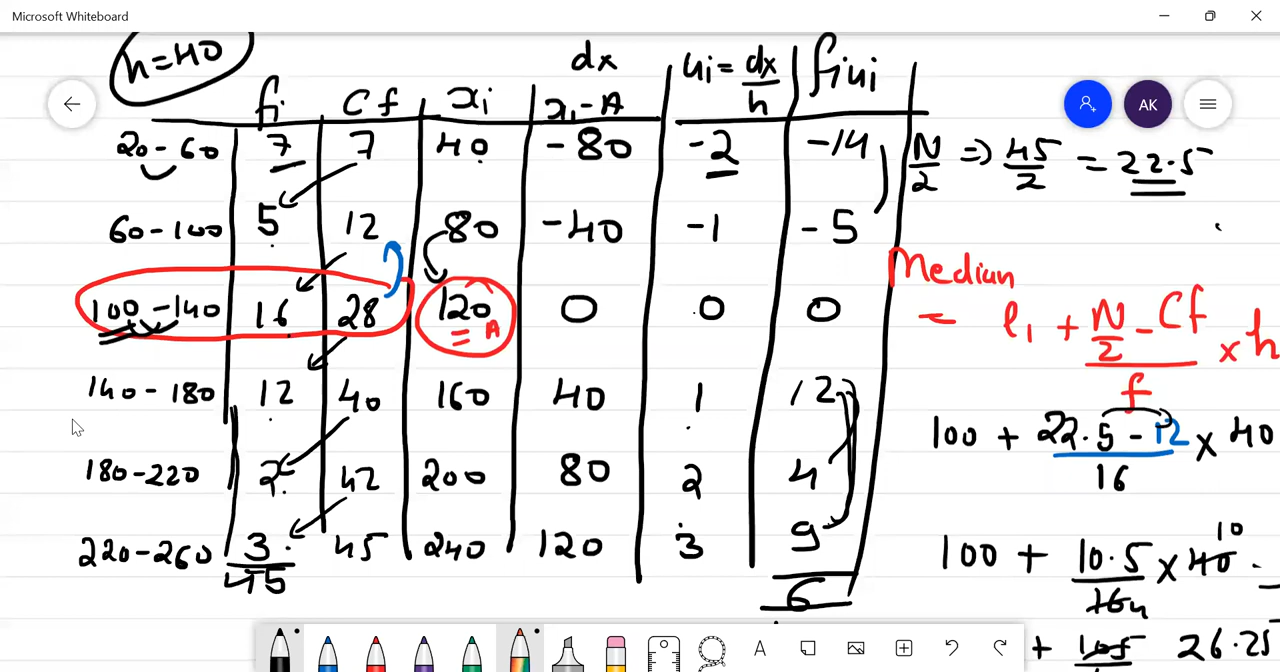 Microsoft Whiteboard
h=40
dx
fi Cf xi xi-A ui = dx/h fiui
20-60 7 7 40 -80 -2 -14 N/2 => 45/2 = 22.5
60-100 5 12 80 -40 -1 -5
AK
Median
100-140 16 28 120 0 0 0
= A
= l1 + N/2 - Cf / f x h
140-180 12 40 160 40 1 12
100 + 22.5 - 12 / 16 x 40
180-220 2 42 200 80 2 4
220-260 3 45 240 120 3 9
100 + 10.5 / 16 4 x 40 10
45 6
+ 105 26.25
A